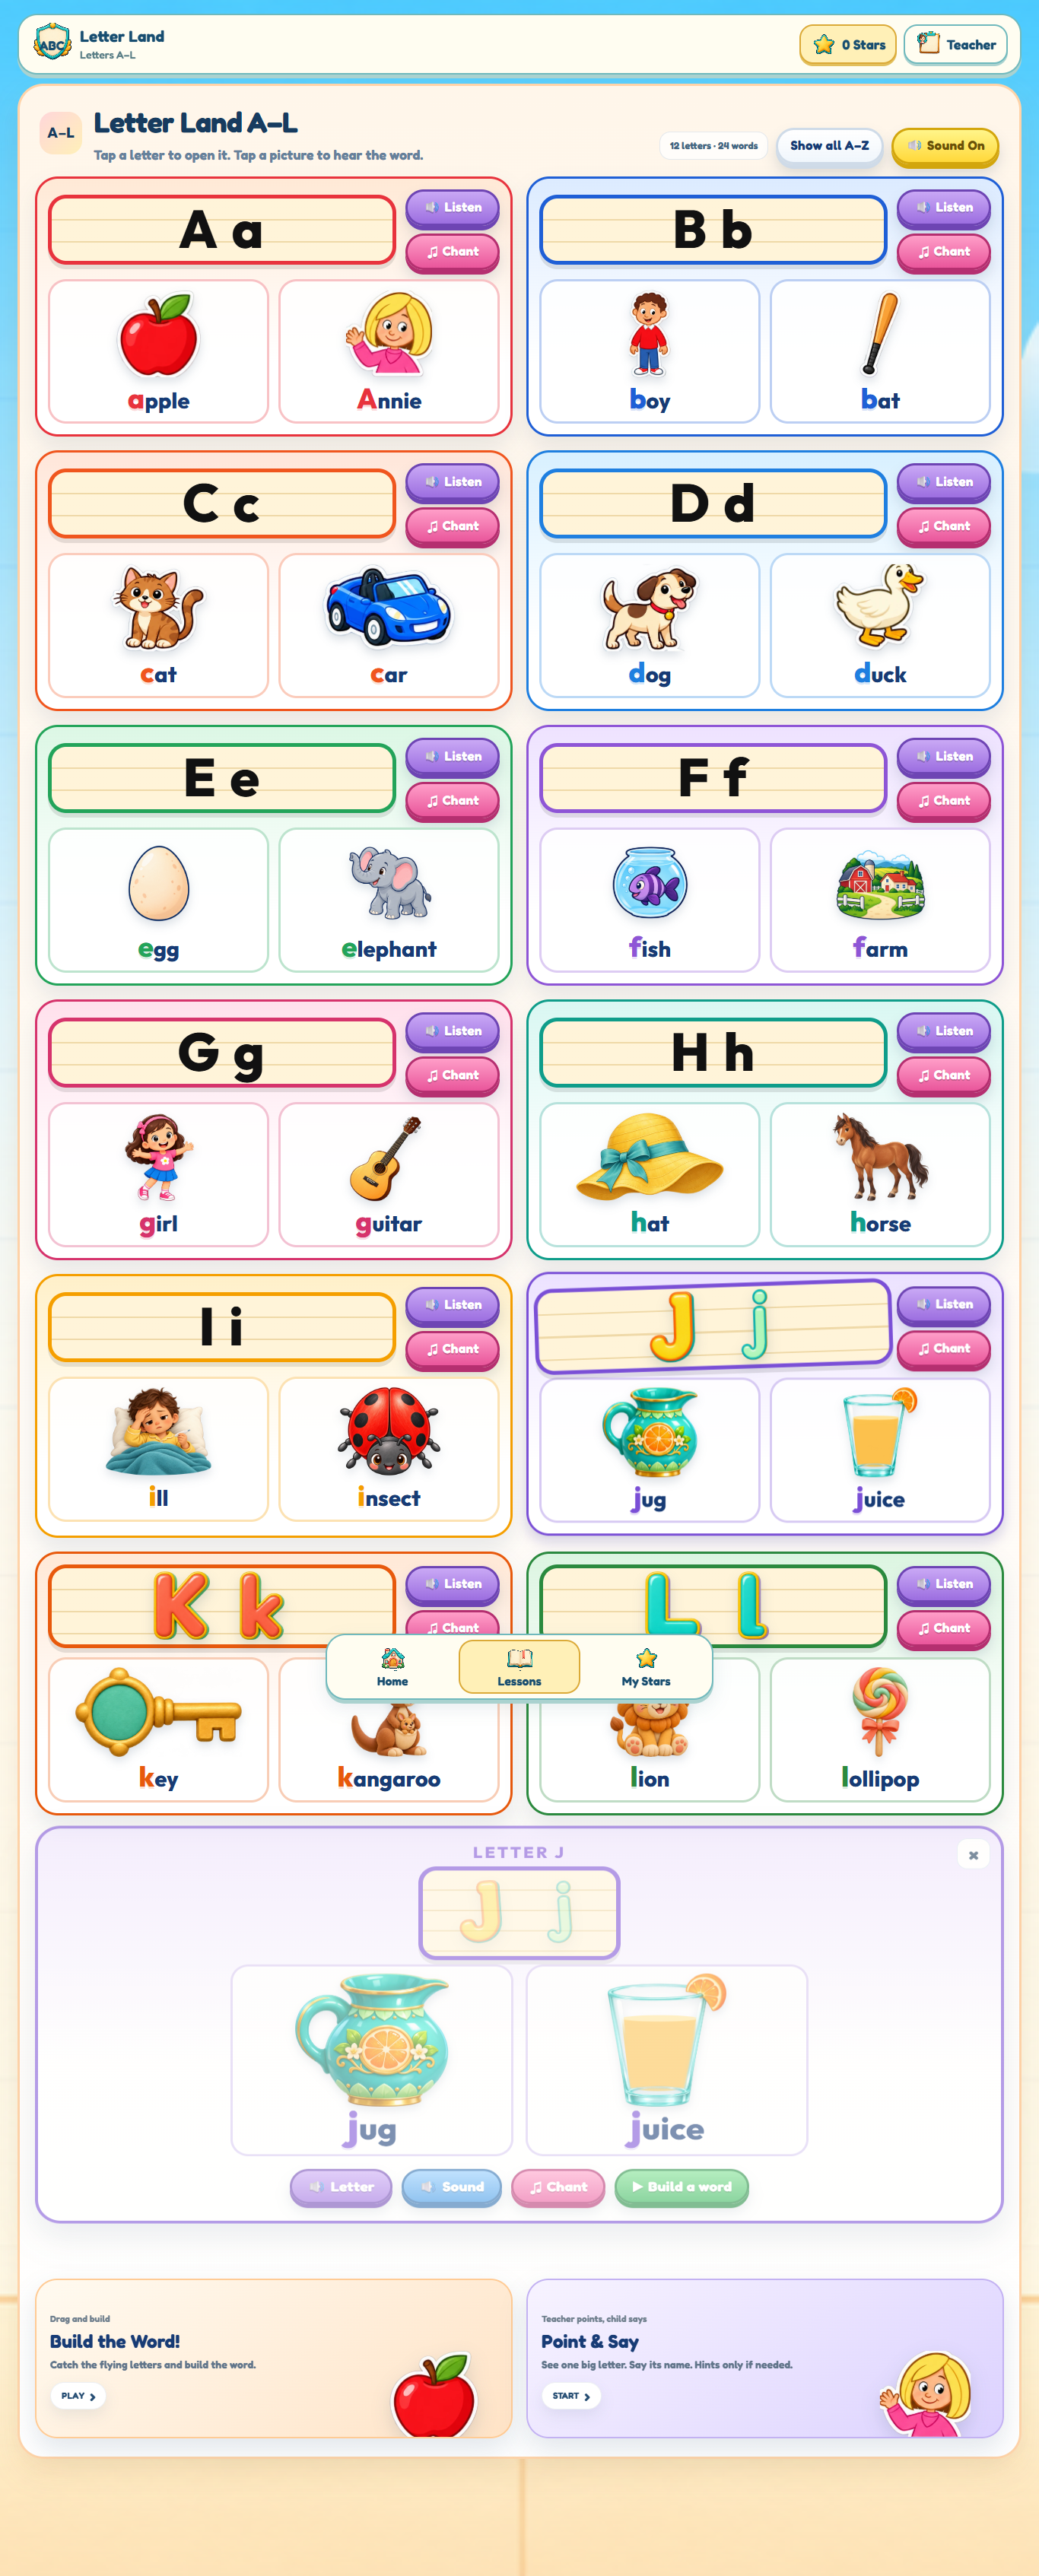 ABC
Letter Land
Letters A–L
0 Stars
Teacher
A–L
Letter Land A–L
Tap a letter to open it. Tap a picture to hear the word.
12 letters · 24 words
Show all A–Z
Sound On
A a
Listen
Chant
apple
Annie
B b
Listen
Chant
boy
bat
C c
Listen
Chant
cat
car
D d
Listen
Chant
dog
duck
E e
Listen
Chant
egg
elephant
F f
Listen
Chant
fish
farm
G g
Listen
Chant
girl
guitar
H h
Listen
Chant
hat
horse
I i
Listen
Chant
ill
insect
J j
Listen
Chant
jug
juice
K k
Listen
Chant
key
kangaroo
L l
Listen
Chant
lion
lollipop
Home
Lessons
My Stars
LETTER J
J j
jug
juice
Letter
Sound
Chant
Build a word
Drag and build
Build the Word!
Catch the flying letters and build the word.
PLAY
Teacher points, child says
Point & Say
See one big letter. Say its name. Hints only if needed.
START